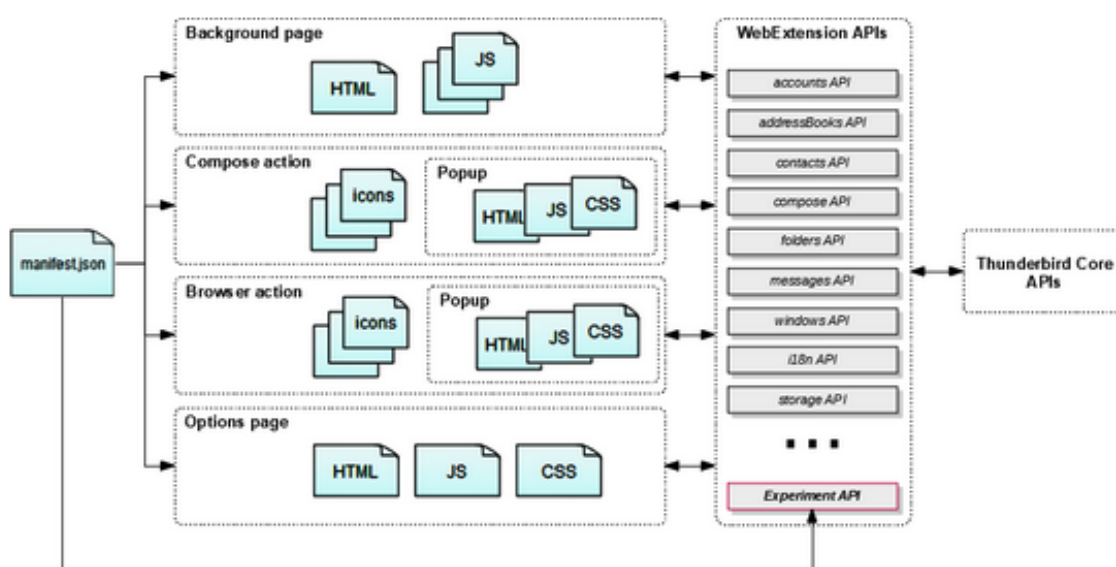 Background page
HTML
JS
Compose action
icons
Popup
HTML
JS
CSS
manifest.json
Browser action
icons
Popup
HTML
JS
CSS
Options page
HTML
JS
CSS
WebExtension APIs
accounts API
addressBooks API
contacts API
compose API
folders API
messages API
windows API
i18n API
storage API
...
Experiment API
Thunderbird Core
APIs